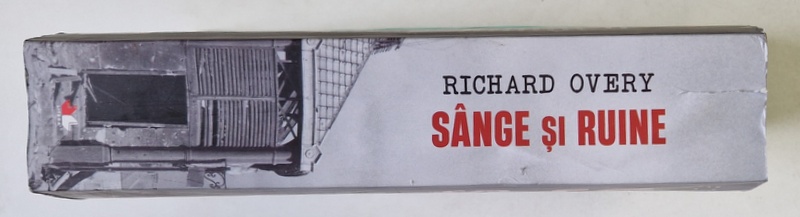 RICHARD OVERY
SÂNGE ȘI RUINE